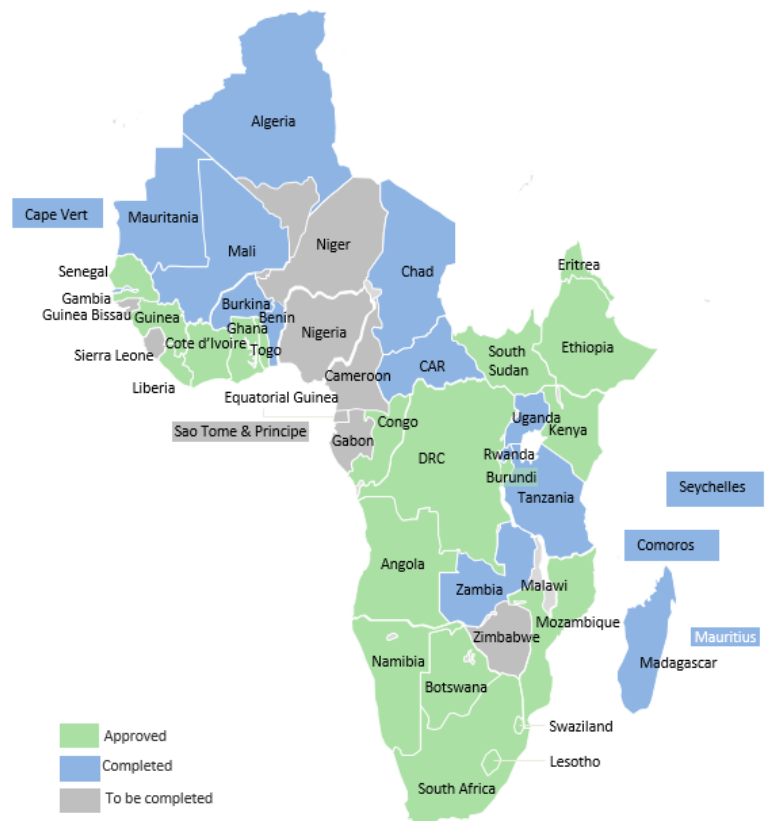 Algeria
Cape Vert
Mauritania
Mali
Niger
Chad
Senegal
Gambia
Guinea Bissau
Guinea
Burkina
Benin
Ghana
Cote d'Ivoire
Togo
Nigeria
Sierra Leone
Liberia
Cameroon
CAR
South
Sudan
Eritrea
Ethiopia
Equatorial Guinea
Sao Tome & Principe
Gabon
Congo
DRC
Uganda
Kenya
Rwanda
Burundi
Tanzania
Seychelles
Comoros
Angola
Zambia
Malawi
Mozambique
Mauritius
Zimbabwe
Madagascar
Namibia
Botswana
Swaziland
Lesotho
South Africa
Approved
Completed
To be completed